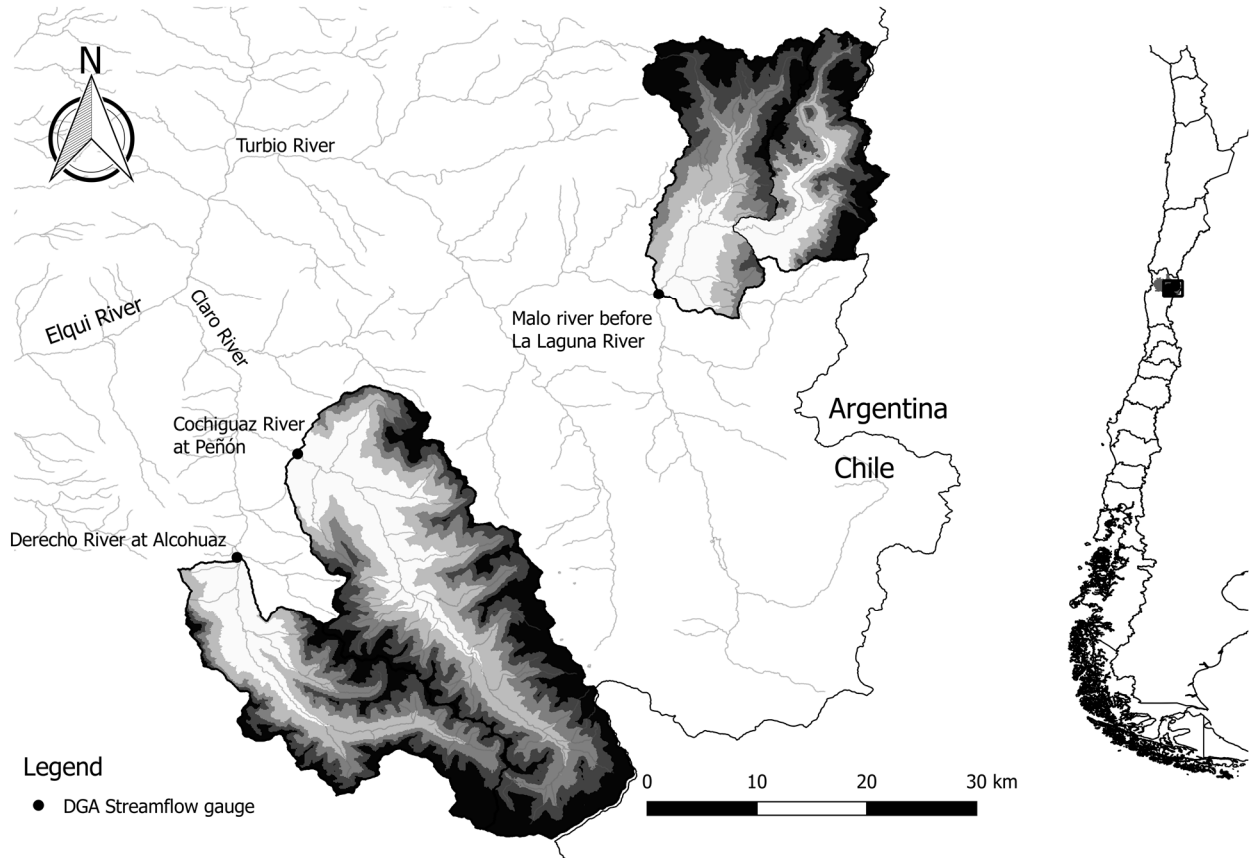 N
Turbio River
Elqui River
Claro River
Malo river before
La Laguna River
Argentina
Chile
Cochiguaz River
at Peñón
Derecho River at Alcohuaz
Legend
DGA Streamflow gauge
0 10 20 30 km